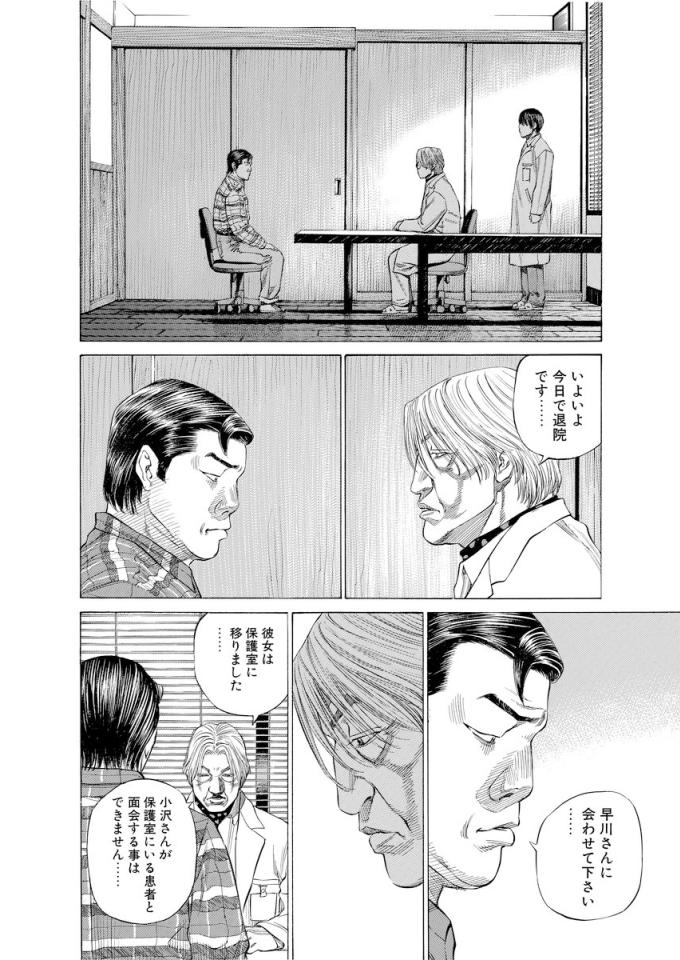 いよいよ
今日で退院
です……
早川さんに
会わせて下さい
……
彼女は
保護室に
移りました
……
小沢さんが
保護室にいる患者と
面会する事は
できません……